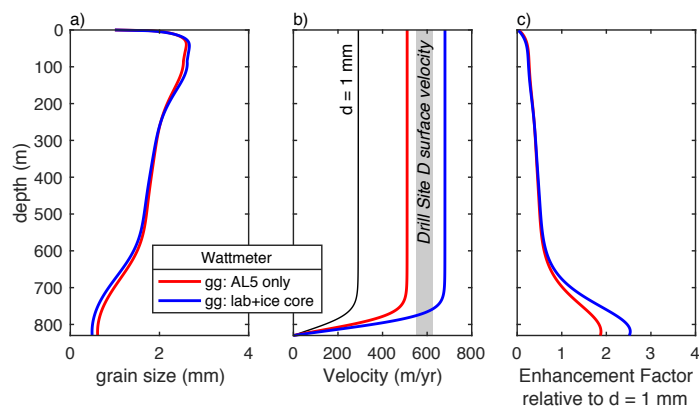 a)
b)
c)
0
100
200
300
400
500
600
700
800
depth (m)
d = 1 mm
Drill Site D surface velocity
Wattmeter
gg: AL5 only
gg: lab+ice core
0 2 4
0 200 400 600 800
0 1 2 3 4
grain size (mm)
Velocity (m/yr)
Enhancement Factor
relative to d = 1 mm